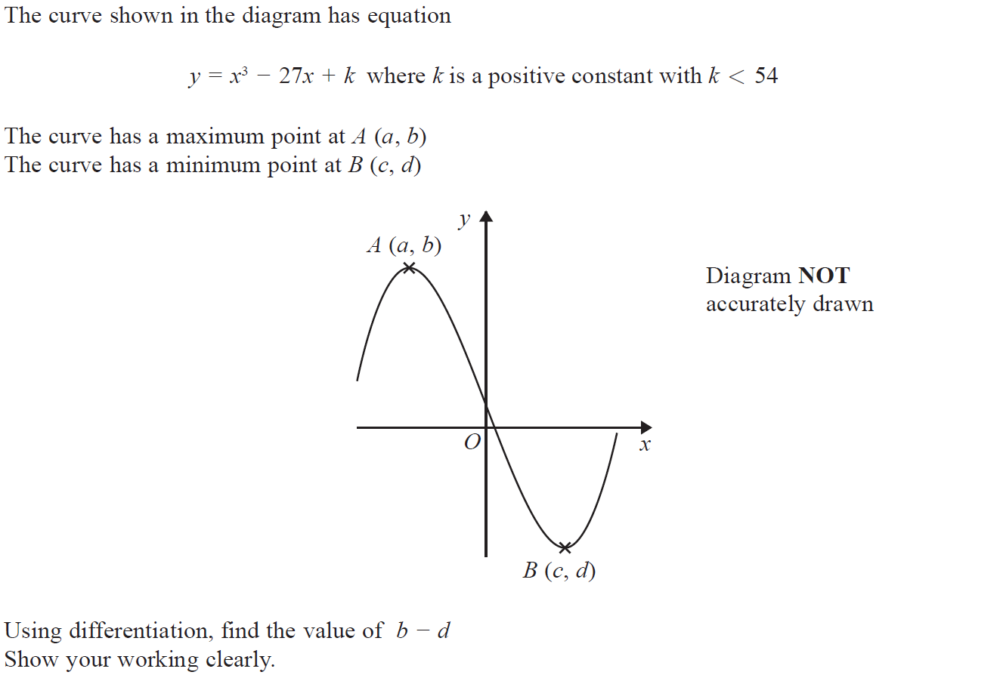 The curve shown in the diagram has equation
y = x³ − 27x + k where k is a positive constant with k < 54
The curve has a maximum point at A (a, b)
The curve has a minimum point at B (c, d)
y
A (a, b)
Diagram NOT
accurately drawn
O
x
B (c, d)
Using differentiation, find the value of b − d
Show your working clearly.